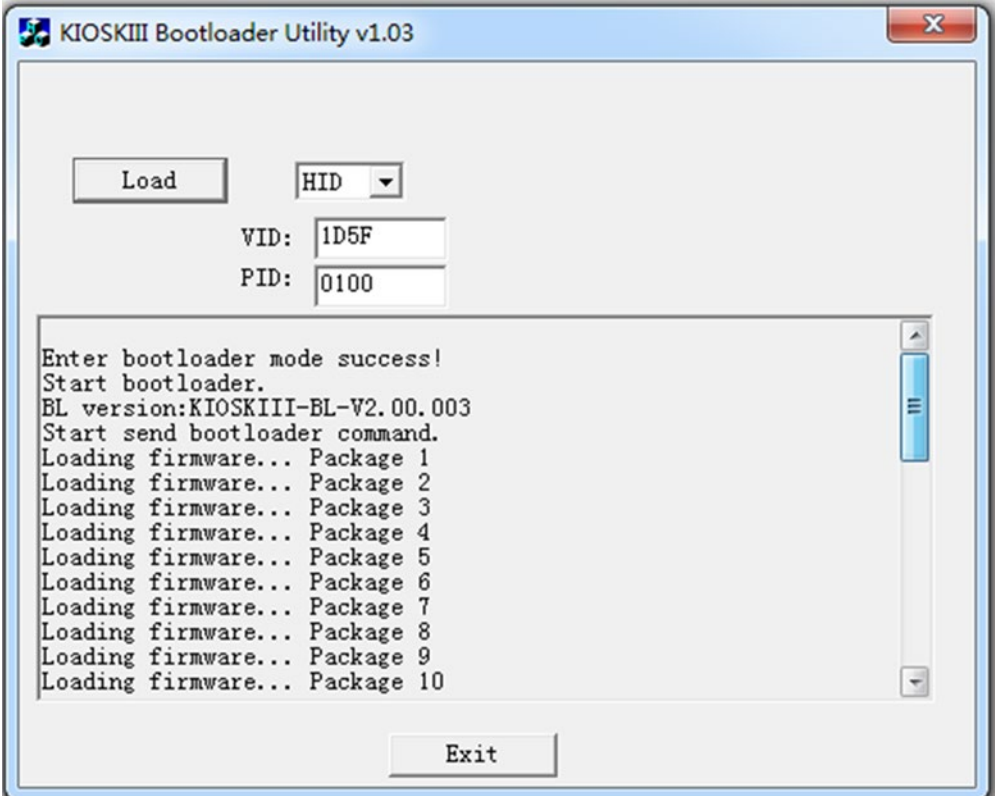 KIOSKIII Bootloader Utility v1.03
Load
HID
VID: 1D5F
PID: 0100
Enter bootloader mode success!
Start bootloader.
BL version:KIOSKIII-BL-V2.00.003
Start send bootloader command.
Loading firmware... Package 1
Loading firmware... Package 2
Loading firmware... Package 3
Loading firmware... Package 4
Loading firmware... Package 5
Loading firmware... Package 6
Loading firmware... Package 7
Loading firmware... Package 8
Loading firmware... Package 9
Loading firmware... Package 10
Exit